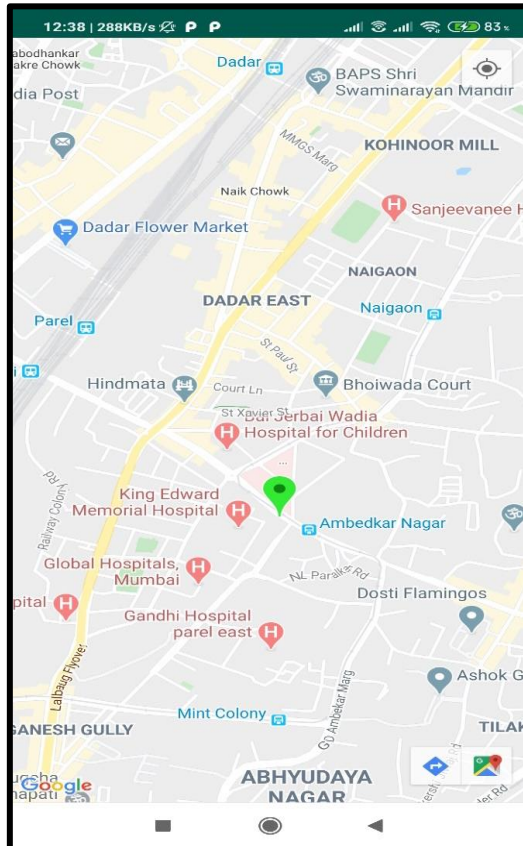 12:38 | 288KB/s
P P
83%
abodhankar
akre Chowk
Dadar
BAPS Shri
Swaminarayan Mandir
dia Post
MMGS Marg
KOHINOOR MILL
Naik Chowk
Sanjeevanee H
Dadar Flower Market
NAIGAON
DADAR EAST
Naigaon
Parel
St Paul St
i
Hindmata
Court Ln
Bhoiwada Court
St Xavier St
Bai Jerbai Wadia
Hospital for Children
...
Railway Colony Rd
King Edward
Memorial Hospital
Ambedkar Nagar
Global Hospitals,
Mumbai
NL Paralkar Rd
Dosti Flamingos
pital
Gandhi Hospital
parel east
Lalbaug Flyover
Ashok G
GD Ambekar Marg
Mint Colony
GANESH GULLY
TILAK
ABHYUDAYA
NAGAR
Google
hapati